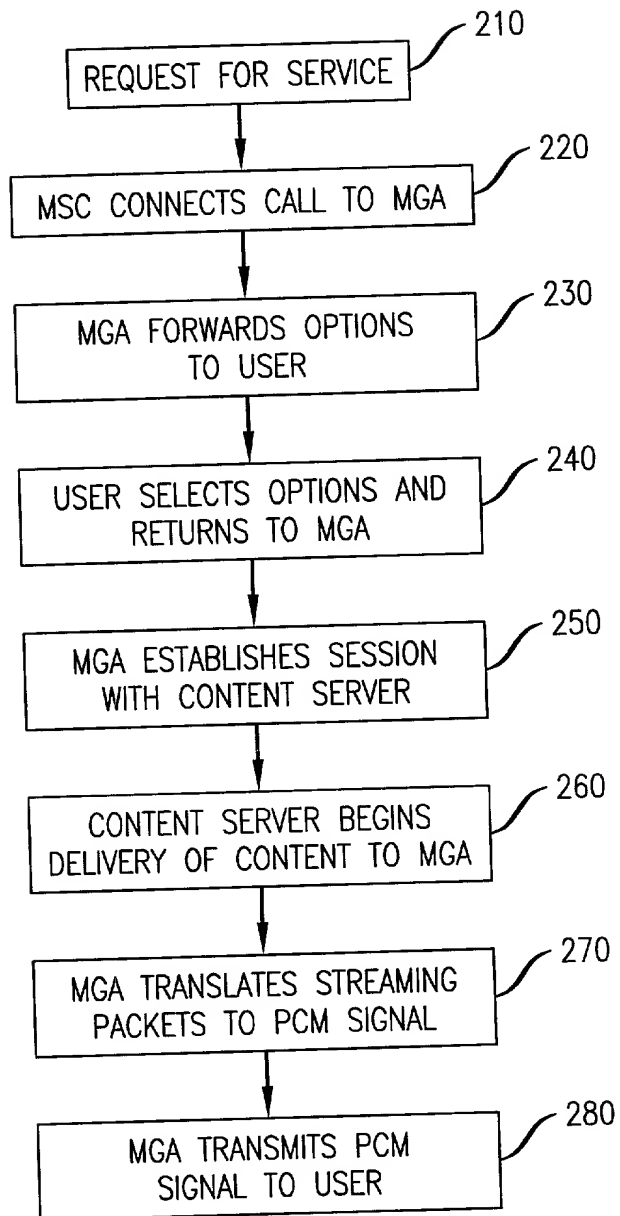 210
REQUEST FOR SERVICE
220
MSC CONNECTS CALL TO MGA
230
MGA FORWARDS OPTIONS
TO USER
240
USER SELECTS OPTIONS AND
RETURNS TO MGA
250
MGA ESTABLISHES SESSION
WITH CONTENT SERVER
260
CONTENT SERVER BEGINS
DELIVERY OF CONTENT TO MGA
270
MGA TRANSLATES STREAMING
PACKETS TO PCM SIGNAL
280
MGA TRANSMITS PCM
SIGNAL TO USER